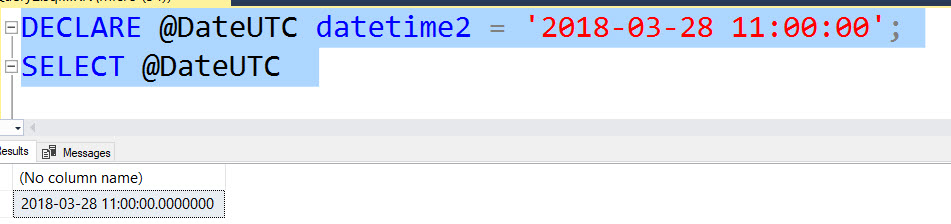 DECLARE @DateUTC datetime2 = '2018-03-28 11:00:00';
SELECT @DateUTC
Results Messages
(No column name)
2018-03-28 11:00:00.0000000